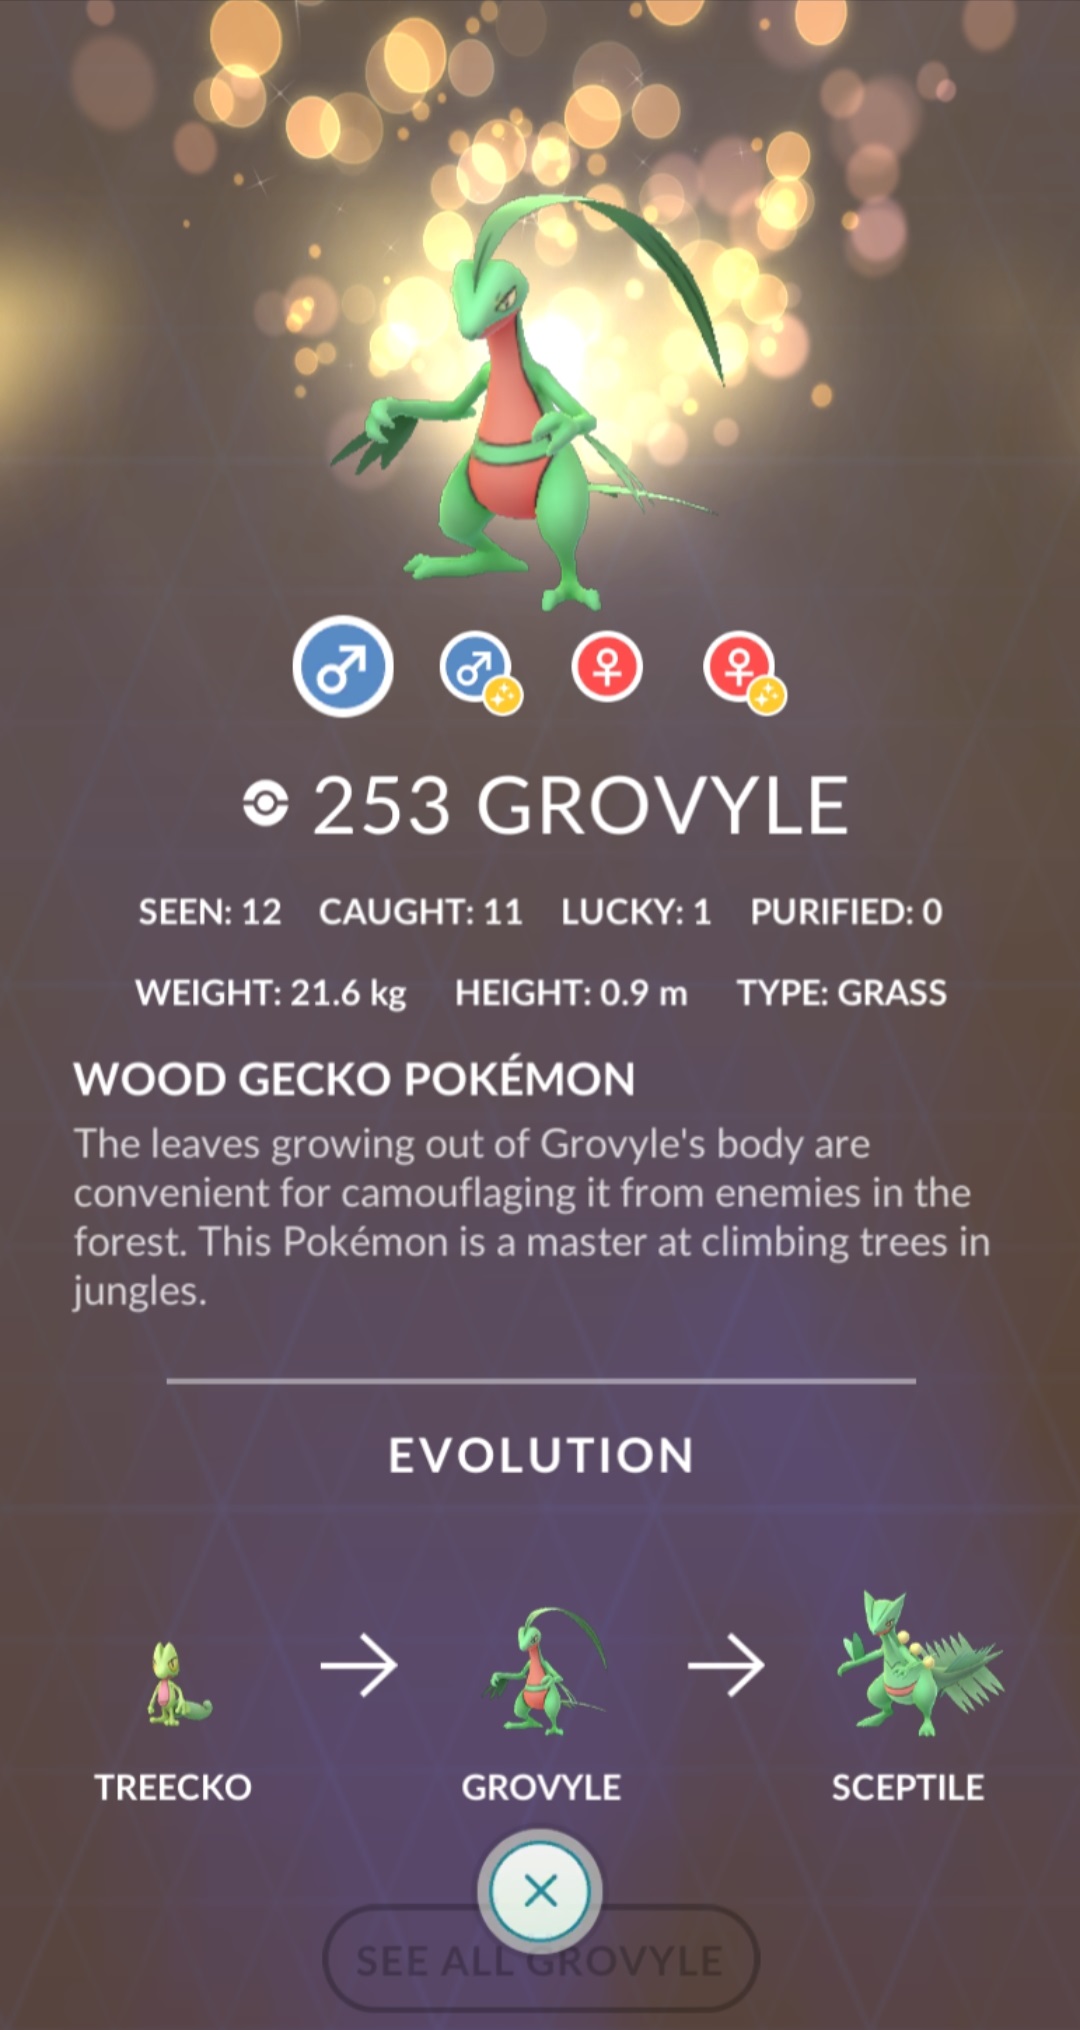 253 GROVYLE
SEEN: 12 CAUGHT: 11 LUCKY: 1 PURIFIED: 0
WEIGHT: 21.6 kg HEIGHT: 0.9 m TYPE: GRASS
WOOD GECKO POKÉMON
The leaves growing out of Grovyle's body are
convenient for camouflaging it from enemies in the
forest. This Pokémon is a master at climbing trees in
jungles.
EVOLUTION
TREECKO GROVYLE SCEPTILE
SEE ALL GROVYLE